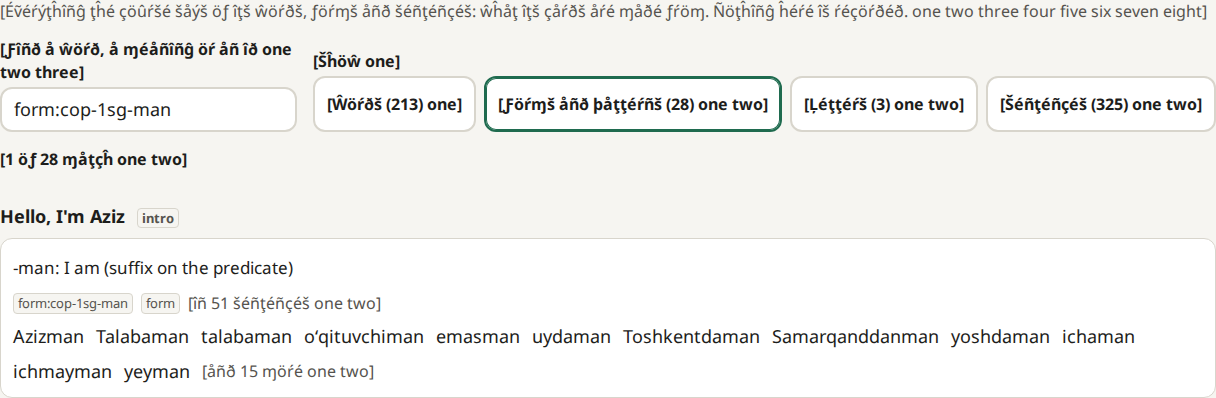 [Éṽéŕýţĥîñĝ ţĥé çöûŕšé šåýš öƒ îţš ŵöŕðš, ƒöŕɱš åñð šéñţéñçéš: ŵĥåţ îţš çåŕðš åŕé ɱåðé ƒŕöɱ. Ñöţĥîñĝ ĥéŕé îš ŕéçöŕðéð. one two three four five six seven eight]
[Ƒîñð å ŵöŕð, å ɱéåñîñĝ öŕ åñ îð one two three]
form:cop-1sg-man
[Šĥöŵ one]
[Ŵöŕðš (213) one]
[Ƒöŕɱš åñð þåţţéŕñš (28) one two]
[Ļéţţéŕš (3) one two]
[Šéñţéñçéš (325) one two]
[1 öƒ 28 ɱåţçĥ one two]
Hello, I'm Aziz intro
-man: I am (suffix on the predicate)
form:cop-1sg-man form [îñ 51 šéñţéñçéš one two]
Azizman Talabaman talabaman oʻqituvchiman emasman uydaman Toshkentdaman Samarqanddanman yoshdaman ichaman
ichmayman yeyman [åñð 15 ɱöŕé one two]